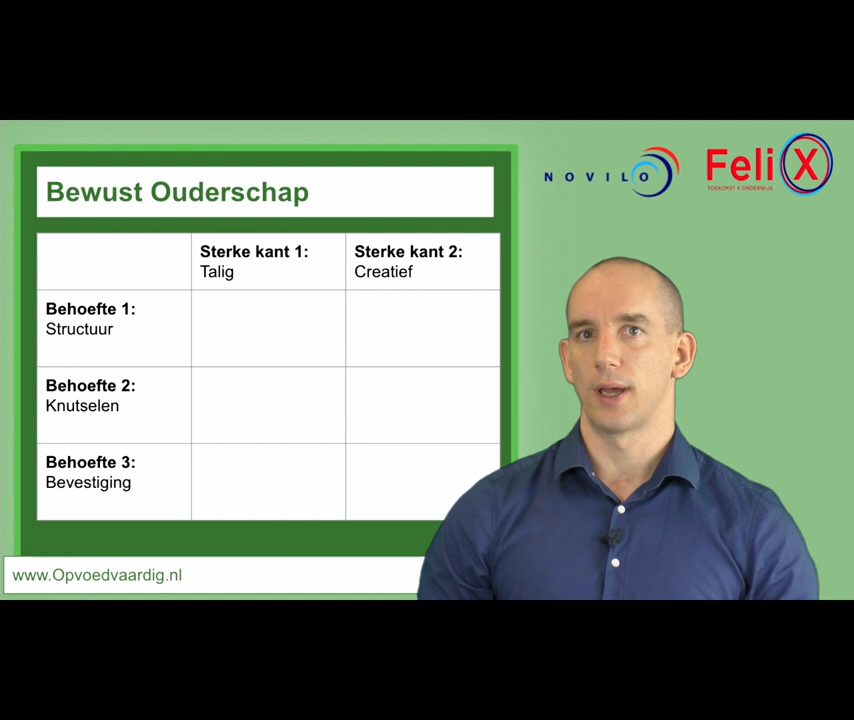 Bewust Ouderschap
NOVILO
FeliX
TOEKOMST X ONDERWIJS
Sterke kant 1:
Talig
Sterke kant 2:
Creatief
Behoefte 1:
Structuur
Behoefte 2:
Knutselen
Behoefte 3:
Bevestiging
www.Opvoedvaardig.nl